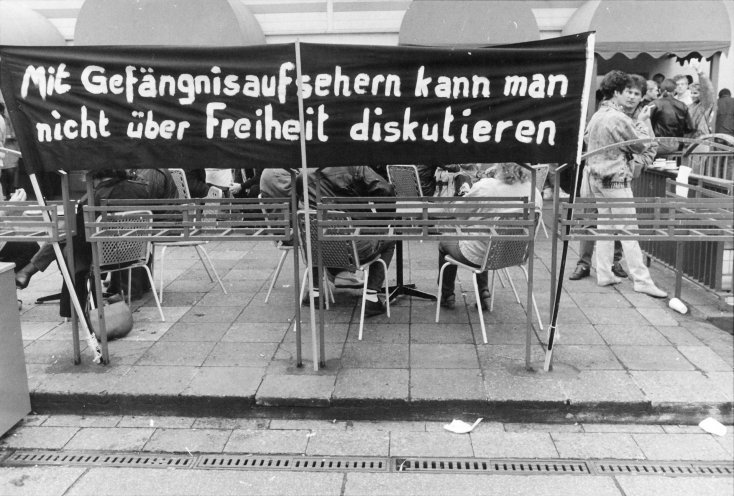 Mit Gefängnisaufsehern kann man
nicht über Freiheit diskutieren